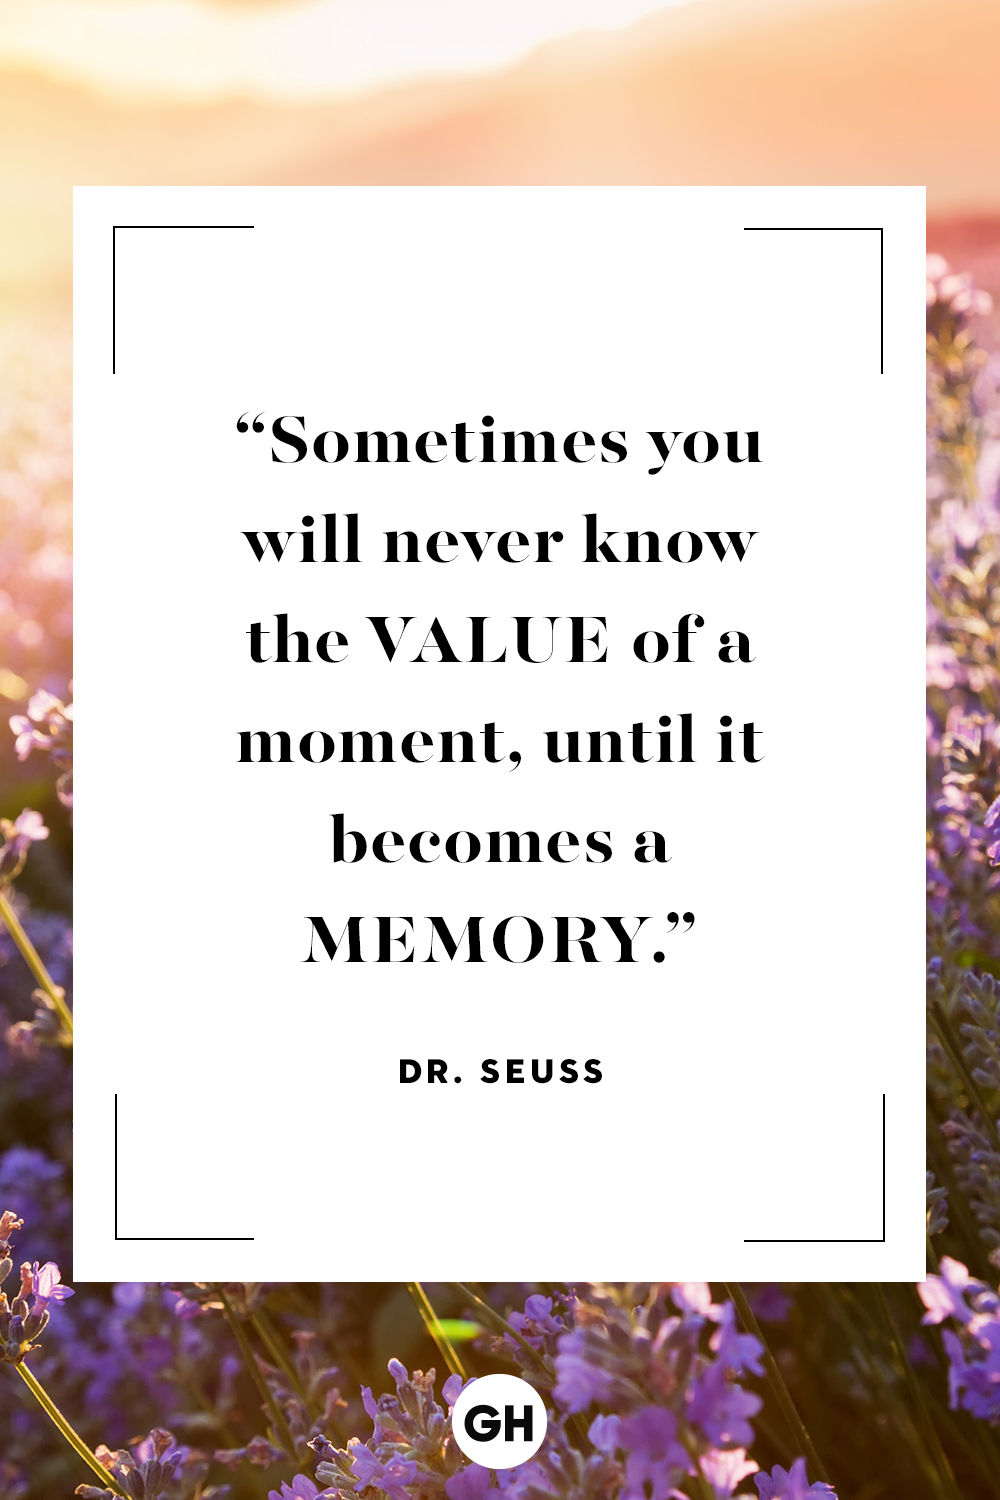 “Sometimes you
will never know
the VALUE of a
moment, until it
becomes a
MEMORY.”
DR. SEUSS
GH